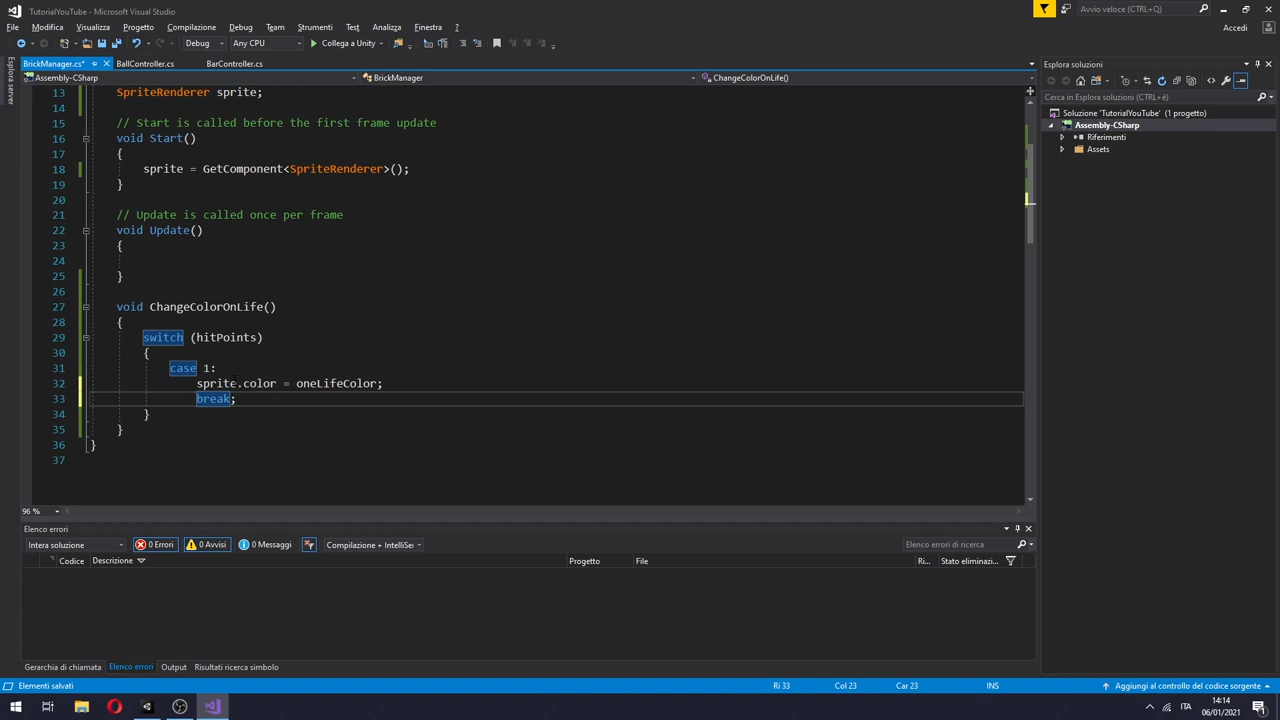 TutorialYouTube - Microsoft Visual Studio
Avvio veloce (CTRL+Q)
File Modifica Visualizza Progetto Compilazione Debug Team Strumenti Test Analizza Finestra ?
Accedi
Debug Any CPU Collega a Unity
BrickManager.cs* BallController.cs BarController.cs
Assembly-CSharp BrickManager ChangeColorOnLife()
Esplora server
13 SpriteRenderer sprite;
14
15 // Start is called before the first frame update
16 void Start()
17 {
18 sprite = GetComponent<SpriteRenderer>();
19 }
20
21 // Update is called once per frame
22 void Update()
23 {
24
25 }
26
27 void ChangeColorOnLife()
28 {
29 switch (hitPoints)
30 {
31 case 1:
32 sprite.color = oneLifeColor;
33 break;
34 }
35 }
36 }
37
96 %
Esplora soluzioni
Cerca in Esplora soluzioni (CTRL+è)
Soluzione 'TutorialYouTube' (1 progetto)
Assembly-CSharp
Riferimenti
Assets
Elenco errori
Intera soluzione 0 Errori 0 Avvisi 0 Messaggi Compilazione + IntelliSe Elenco errori di ricerca
Codice Descrizione Progetto File Ri... Stato eliminazi...
Gerarchia di chiamata Elenco errori Output Risultati ricerca simbolo
Elementi salvati Ri 33 Col 23 Car 23 INS Aggiungi al controllo del codice sorgente
ITA
14:14
06/01/2021
1